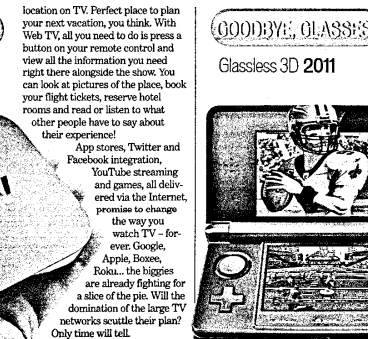 location on TV. Perfect place to plan
your next vacation, you think. With
Web TV, all you need to do is press a
button on your remote control and
view all the information you need
right there alongside the show. You
can look at pictures of the place, book
your flight tickets, reserve hotel
rooms and read or listen to what
other people have to say about
their experience!
App stores, Twitter and
Facebook integration,
YouTube streaming
and games, all deliv-
ered via the Internet,
promise to change
the way you
watch TV – for-
ever. Google,
Apple, Boxee,
Roku... the biggies
are already fighting for
a slice of the pie. Will the
domination of the large TV
networks scuttle their plan?
Only time will tell.
GOODBYE, GLASSES
Glassless 3D 2011